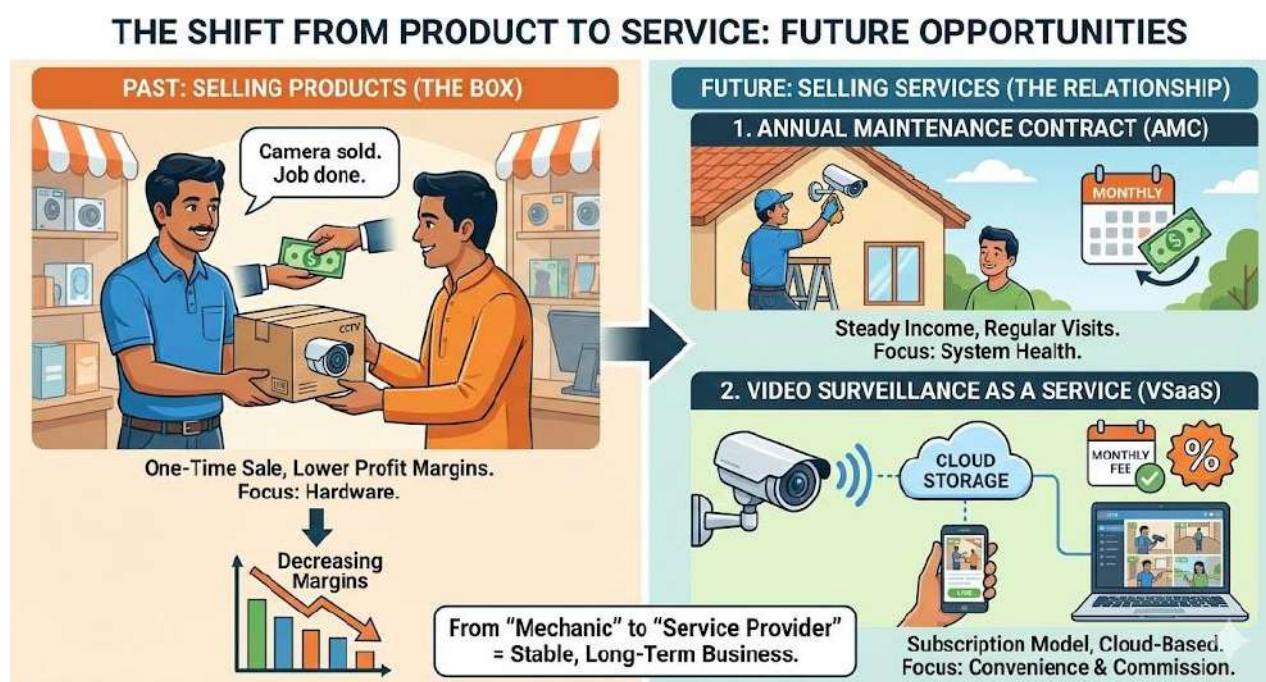 THE SHIFT FROM PRODUCT TO SERVICE: FUTURE OPPORTUNITIES
PAST: SELLING PRODUCTS (THE BOX)
Camera sold.
Job done.
CCTV
One-Time Sale, Lower Profit Margins.
Focus: Hardware.
Decreasing
Margins
FUTURE: SELLING SERVICES (THE RELATIONSHIP)
1. ANNUAL MAINTENANCE CONTRACT (AMC)
MONTHLY
$
Steady Income, Regular Visits.
Focus: System Health.
2. VIDEO SURVEILLANCE AS A SERVICE (VSaaS)
CLOUD
STORAGE
MONTHLY
FEE
%
LIVE
Subscription Model, Cloud-Based.
Focus: Convenience & Commission.
From “Mechanic” to “Service Provider”
= Stable, Long-Term Business.